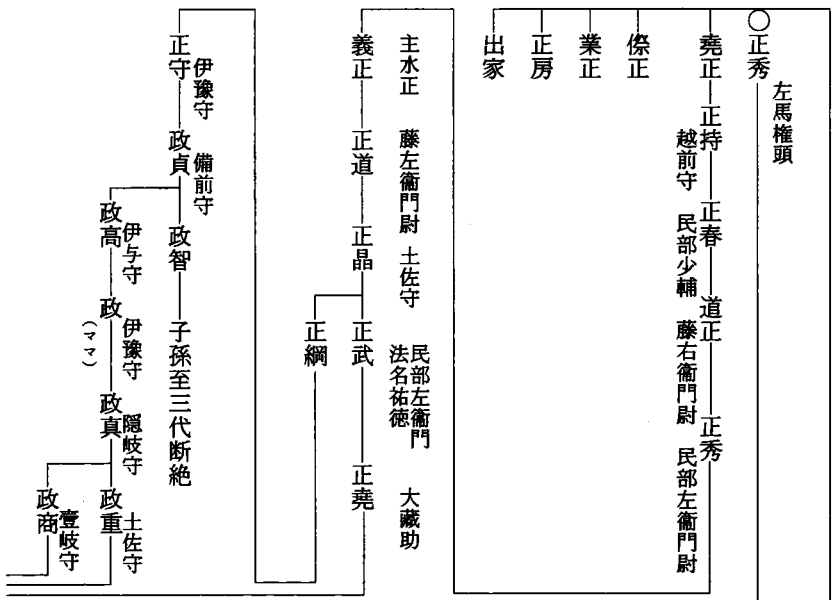 ○正秀 左馬権頭
堯正 正持 越前守 正春 民部少輔 道正 藤右衞門尉 正秀 民部左衞門尉
傺正
業正
正房
出家
義正 主水正 正道 藤左衞門尉 正晶 土佐守
正武 民部左衞門 法名祐徳 正堯 大藏助
正綱
正守 伊豫守 政貞 備前守 政智 子孫至三代断絶
政高 伊与守 政(ママ) 伊豫守 政真 隠岐守 政重 土佐守
政商 壹岐守